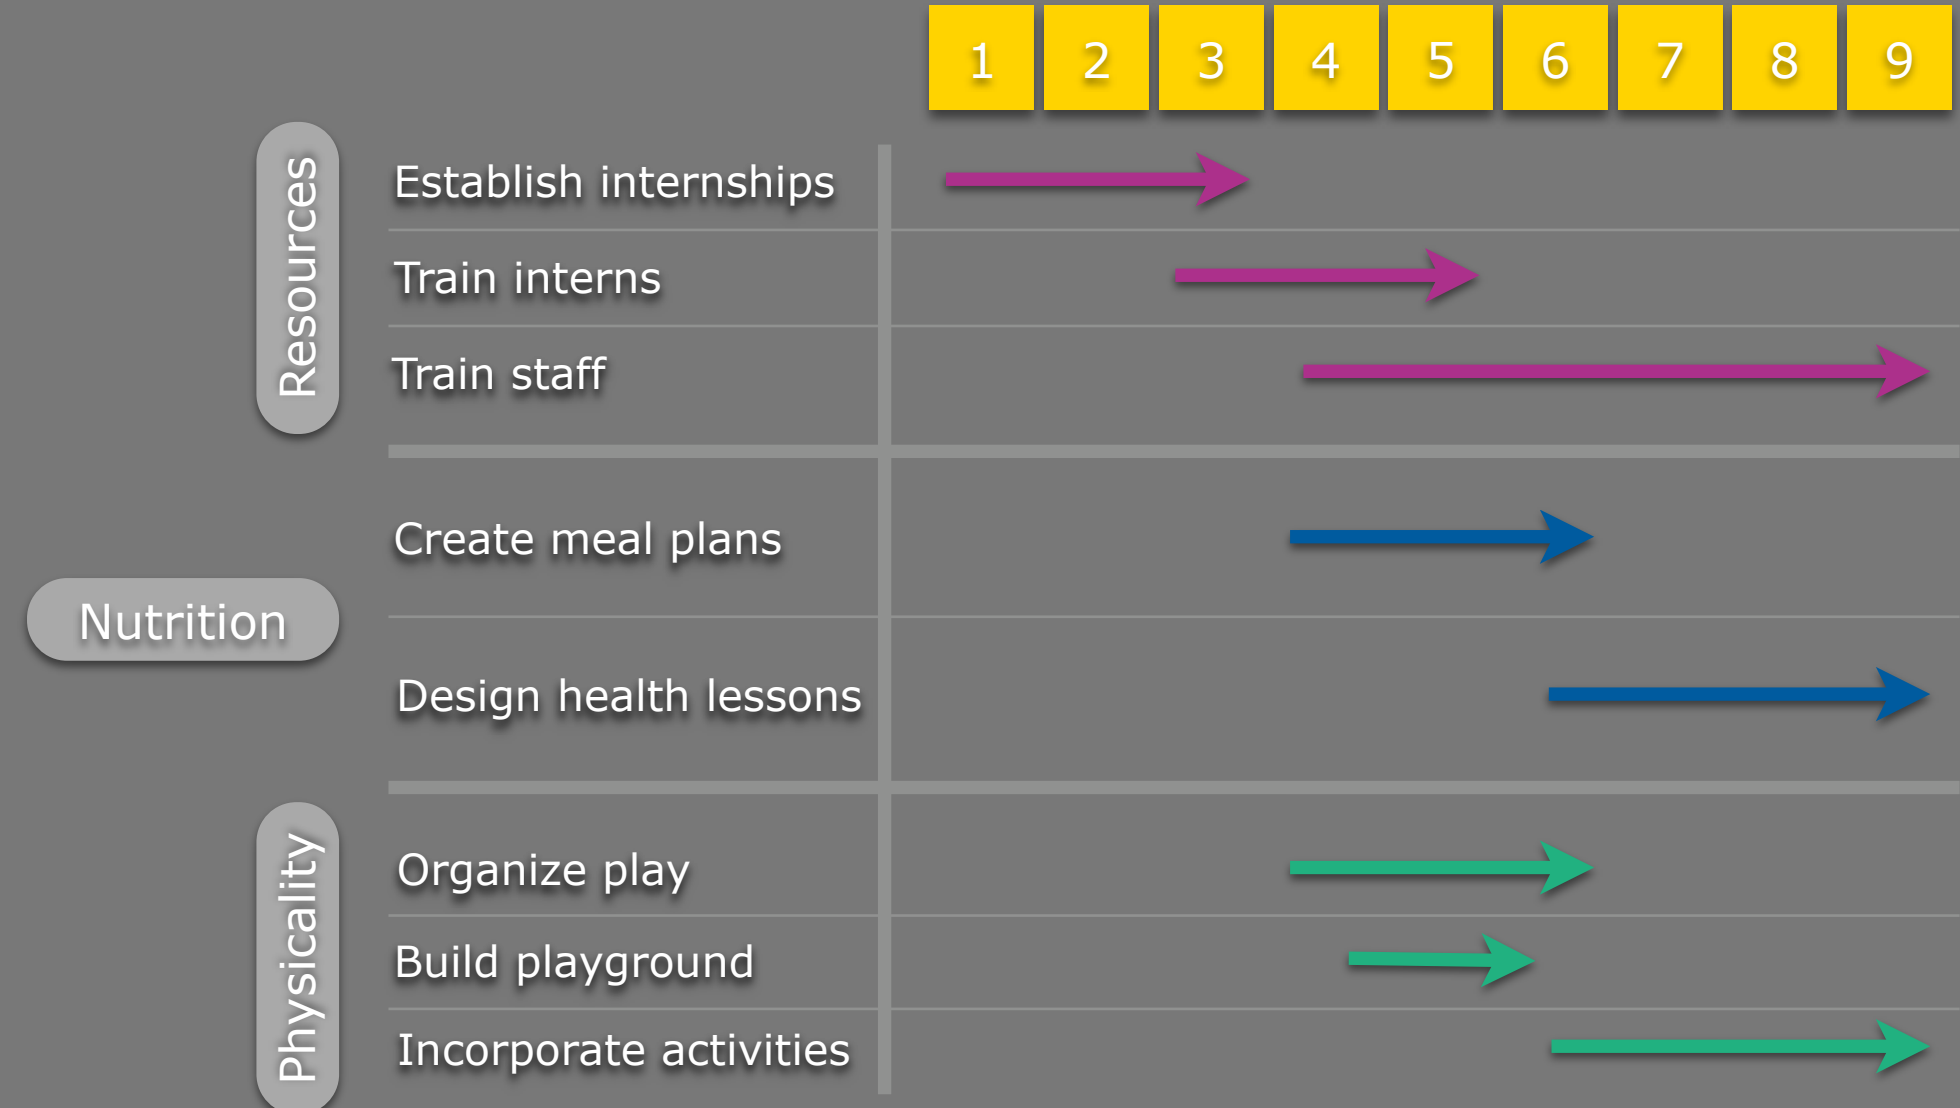 1 2 3 4 5 6 7 8 9
Resources
Establish internships
Train interns
Train staff
Nutrition
Create meal plans
Design health lessons
Physicality
Organize play
Build playground
Incorporate activities